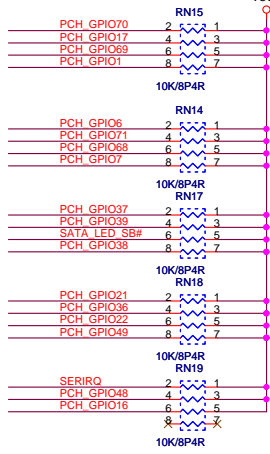 RN15
PCH_GPIO70 2 1
PCH_GPIO17 4 3
PCH_GPIO69 6 5
PCH_GPIO1 8 7
10K/8P4R
RN14
PCH_GPIO6 2 1
PCH_GPIO71 4 3
PCH_GPIO68 6 5
PCH_GPIO7 8 7
10K/8P4R
RN17
PCH_GPIO37 2 1
PCH_GPIO39 4 3
SATA_LED_SB# 6 5
PCH_GPIO38 8 7
10K/8P4R
RN18
PCH_GPIO21 2 1
PCH_GPIO36 4 3
PCH_GPIO22 6 5
PCH_GPIO49 8 7
10K/8P4R
RN19
SERIRQ 2 1
PCH_GPIO48 4 3
PCH_GPIO16 6 5
8 7
10K/8P4R